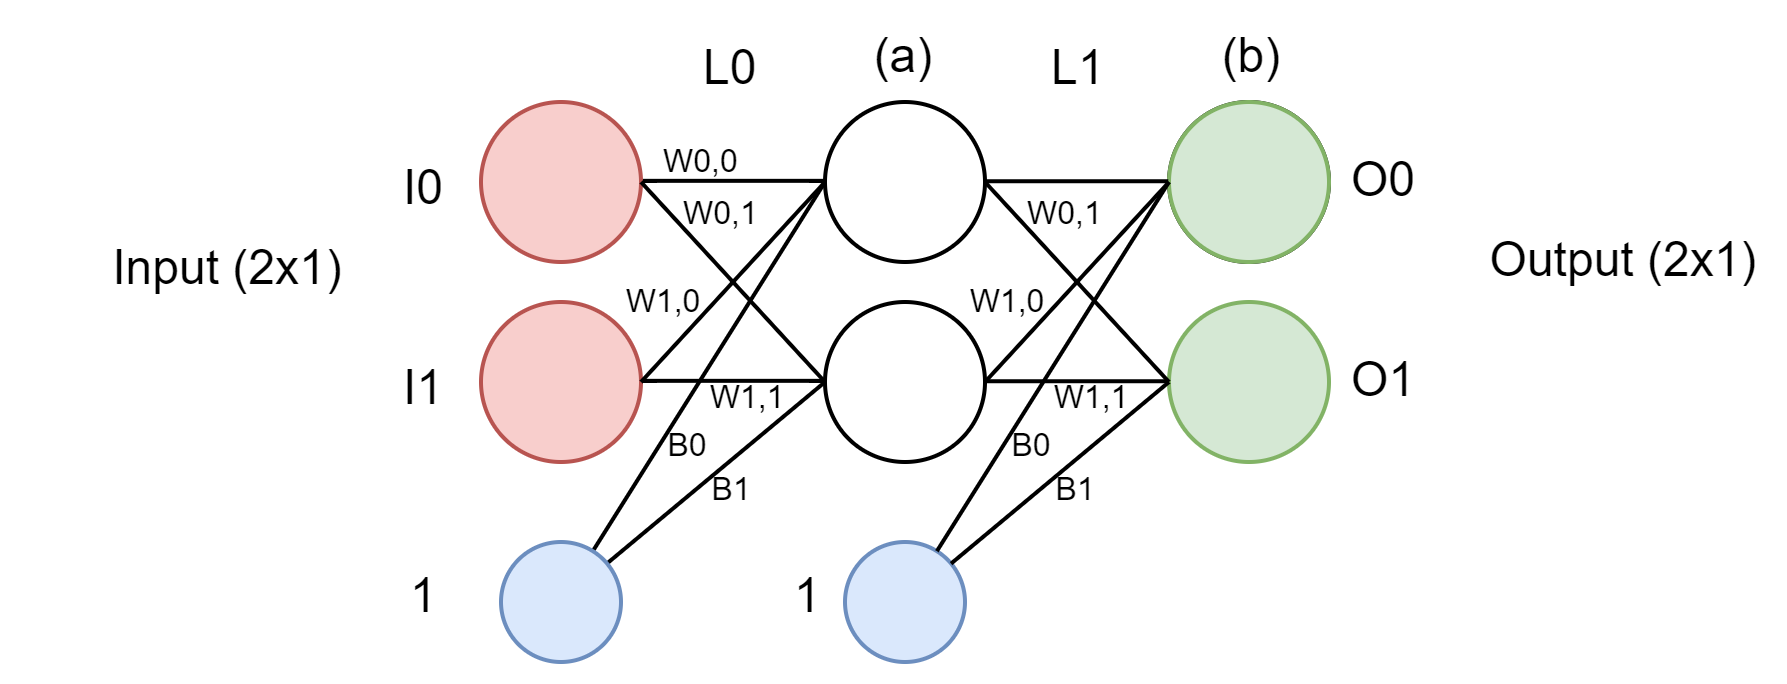 L0
(a)
L1
(b)
W0,0
I0
W0,1
W0,1
O0
Input (2x1)
Output (2x1)
W1,0
W1,0
I1
W1,1
W1,1
O1
B0
B0
B1
B1
1
1